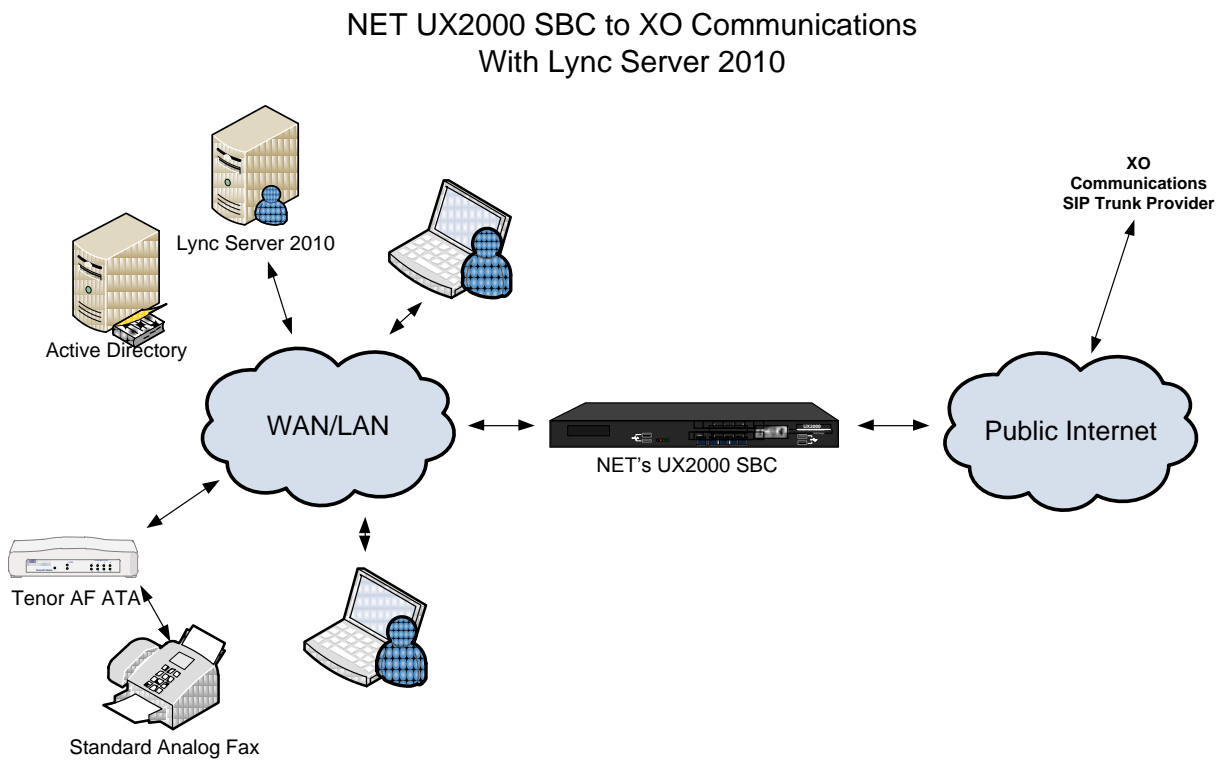 NET UX2000 SBC to XO Communications
With Lync Server 2010
XO
Communications
SIP Trunk Provider
Lync Server 2010
Active Directory
WAN/LAN
UX2000
NET's UX2000 SBC
Public Internet
Tenor AF ATA
Standard Analog Fax